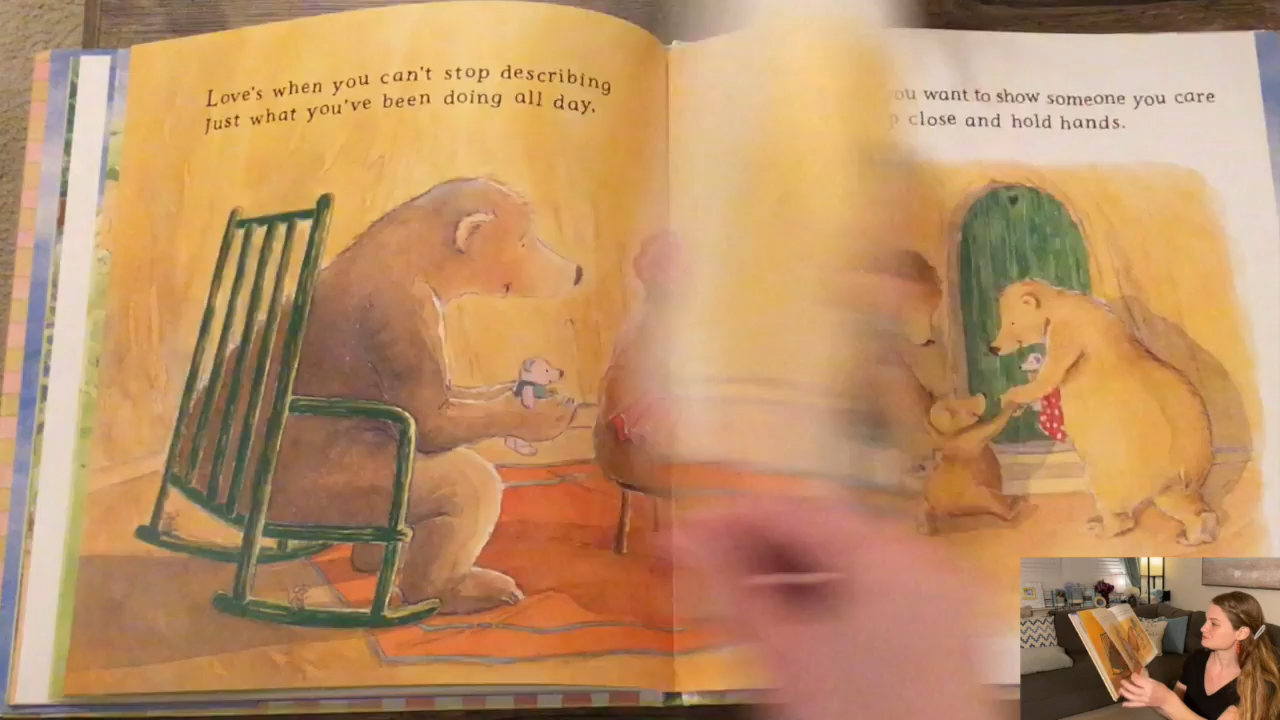 Love's when you can't stop describing
Just what you've been doing all day.
you want to show someone you care
close and hold hands.